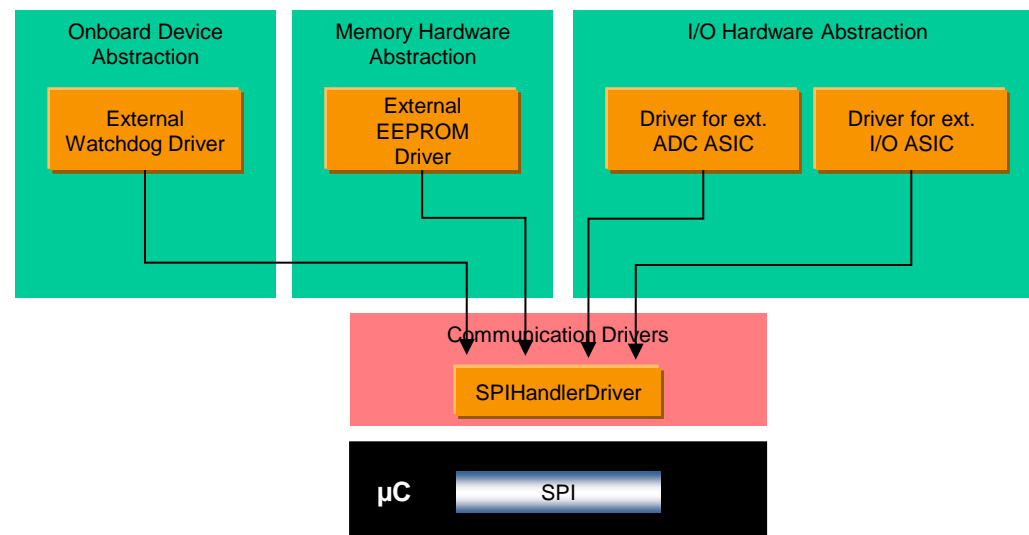 Onboard Device
Abstraction
External
Watchdog Driver
Memory Hardware
Abstraction
External
EEPROM
Driver
I/O Hardware Abstraction
Driver for ext.
ADC ASIC
Driver for ext.
I/O ASIC
Communication Drivers
SPIHandlerDriver
µC
SPI